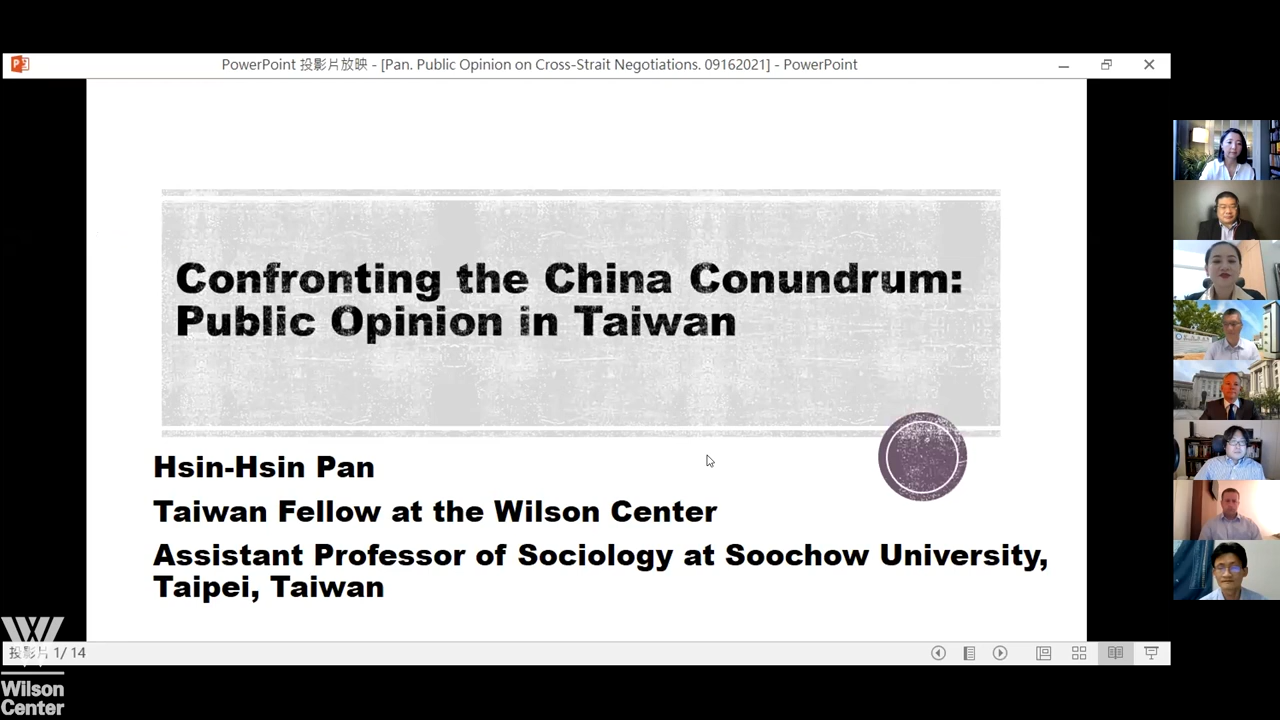 PowerPoint 投影片放映 - [Pan. Public Opinion on Cross-Strait Negotiations. 09162021] - PowerPoint
Confronting the China Conundrum:
Public Opinion in Taiwan
Hsin-Hsin Pan
Taiwan Fellow at the Wilson Center
Assistant Professor of Sociology at Soochow University,
Taipei, Taiwan
投影片 1/ 14
Wilson
Center